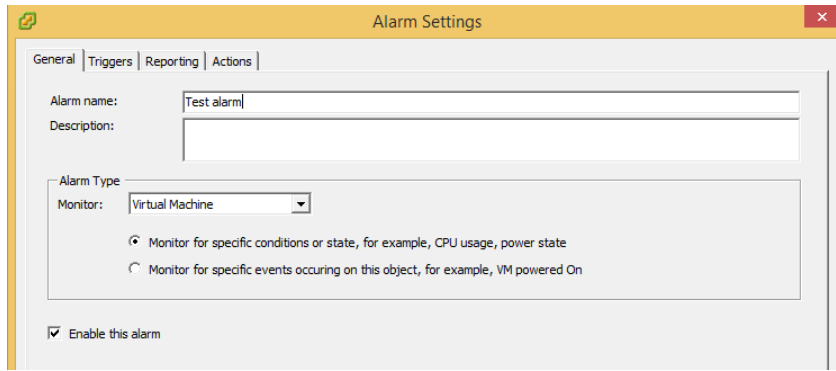 Alarm Settings
General Triggers Reporting Actions
Alarm name: Test alarm
Description:
Alarm Type
Monitor: Virtual Machine
Monitor for specific conditions or state, for example, CPU usage, power state
Monitor for specific events occuring on this object, for example, VM powered On
Enable this alarm